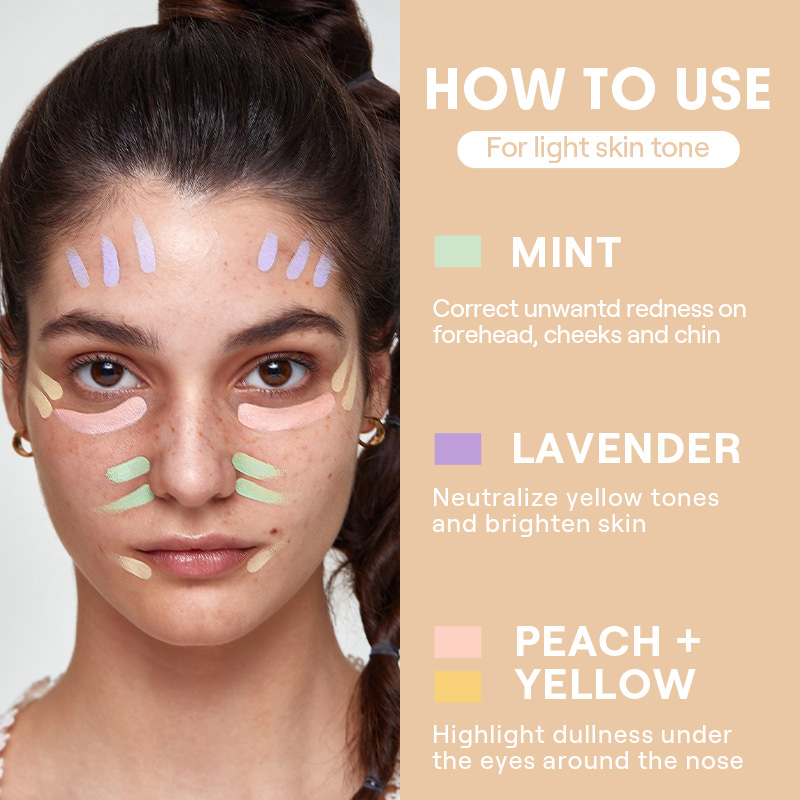 HOW TO USE
For light skin tone
MINT
Correct unwantd redness on
forehead, cheeks and chin
LAVENDER
Neutralize yellow tones
and brighten skin
PEACH +
YELLOW
Highlight dullness under
the eyes around the nose